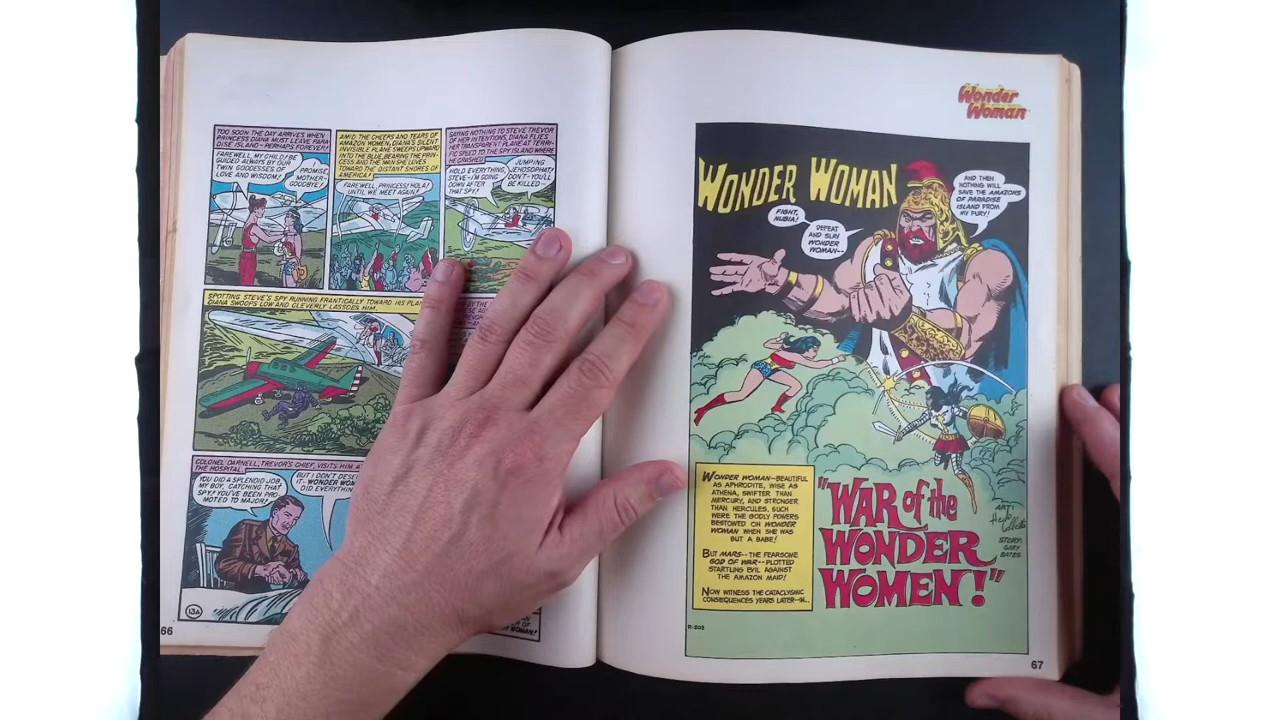 TOO SOON THE DAY ARRIVES WHEN
PRINCESS DIANA MUST LEAVE PARA-
DISE ISLAND--PERHAPS FOREVER!
FAREWELL, MY CHILD! BE
GUIDED ALWAYS BY OUR
TWIN GODDESSES OF
LOVE AND WISDOM!
I PROMISE,
MOTHER--
GOODBYE!
AMID THE CHEERS AND TEARS OF
AMAZON WOMEN, DIANA'S SILENT
INVISIBLE PLANE SWEEPS UPWARD
INTO THE BLUE, BEARING THE PRIN-
CESS AND THE MAN SHE LOVES
TOWARD THE DISTANT SHORES OF
AMERICA!
FAREWELL, PRINCESS! HOLA!
UNTIL WE MEET AGAIN!
SAYING NOTHING TO STEVE TREVOR
OF HER INTENTIONS, DIANA FLIES
HER TRANSPARENT PLANE AT TERRI-
FIC SPEED TO THE SPY ISLAND WHERE
HE CRASHED!
HOLD EVERYTHING,
STEVE--I'M GOING
DOWN AFTER
THAT SPY!
JUMPING
JEHOSOPHAT!
DON'T--YOU'LL
BE KILLED--
SPOTTING STEVE'S SPY RUNNING FRANTICALLY TOWARD HIS PLANE
DIANA SWOOPS LOW AND CLEVERLY LASSOES HIM.
COLONEL DARNELL, TREVOR'S CHIEF, VISITS HIM
THE HOSPITAL
YOU DID A SPLENDID JOB,
MY BOY, CATCHING THAT
SPY! YOU'VE BEEN PRO-
MOTED TO MAJOR!
BUT I DON'T
IT- WONDER
DID
WOMAN!
13A
66
Wonder
Woman
WONDER WOMAN
FIGHT,
NUBIA!
DEFEAT
AND SLAY
WONDER
WOMAN--
AND THEN
NOTHING WILL
SAVE THE AMAZONS
OF PARADISE
ISLAND FROM
MY FURY!
WONDER WOMAN--BEAUTIFUL
AS APHRODITE, WISE AS
ATHENA, SWIFTER THAN
MERCURY, AND STRONGER
THAN HERCULES. SUCH
WERE THE GODLY POWERS
BESTOWED ON WONDER
WOMAN WHEN SHE WAS
BUT A BABE!
BUT MARS--THE FEARSOME
GOD OF WAR--PLOTTED
STARTLING EVIL AGAINST
THE AMAZON MAID!
NOW WITNESS THE CATACLYSMIC
CONSEQUENCES YEARS LATER--IN...
"WAR of the
WONDER
WOMEN!"
ART:
STORY:
GARY
BATES
R-203
67